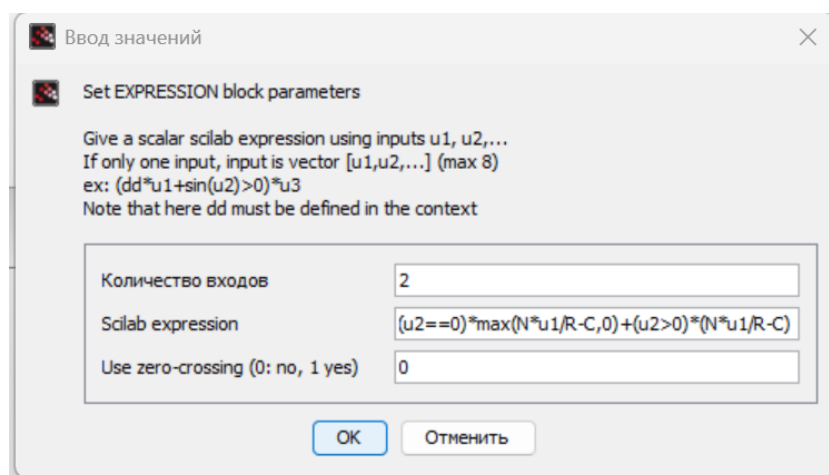 Ввод значений
Set EXPRESSION block parameters
Give a scalar scilab expression using inputs u1, u2,...
If only one input, input is vector [u1,u2,...] (max 8)
ex: (dd*u1+sin(u2)>0)*u3
Note that here dd must be defined in the context
Количество входов 2
Scilab expression (u2==0)*max(N*u1/R-C,0)+(u2>0)*(N*u1/R-C)
Use zero-crossing (0: no, 1 yes) 0
OK Отменить